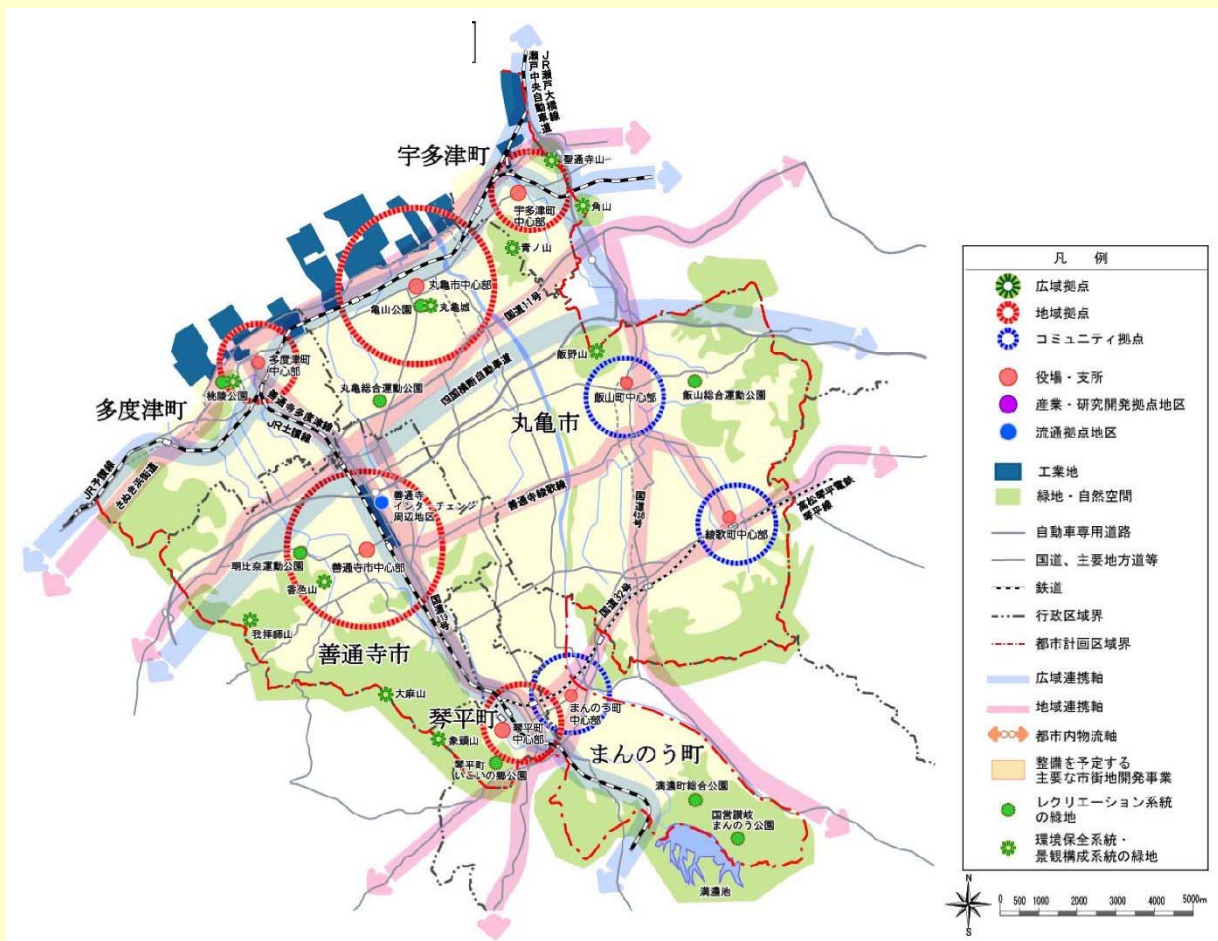 ]
JR瀬戸大橋線
瀬戸中央自動車道
宇多津町
聖通寺山
宇多津町
中心部
角山
青ノ山
丸亀市中心部
亀山公園
丸亀城
国道11号
四国横断自動車道
多度津町
中心部
桃陵公園
多度津町
善通寺多度津線
JR土讃線
丸亀総合運動公園
飯野山
飯山町中心部
飯山総合運動公園
丸亀市
JR予讃線
さぬき浜街道
善通寺
インターチェンジ
周辺地区
善通寺綾歌線
国道438号
高松琴平電鉄
琴平線
綾歌町中心部
朝比奈運動公園
善通寺市中心部
香色山
国道319号
国道32号
我拝師山
善通寺市
大麻山
琴平町
まんのう町
中心部
琴平町
中心部
象頭山
琴平町
いこいの郷公園
まんのう町
満濃町総合公園
国営讃岐
まんのう公園
満濃池
凡 例
広域拠点
地域拠点
コミュニティ拠点
役場・支所
産業・研究開発拠点地区
流通拠点地区
工業地
緑地・自然空間
自動車専用道路
国道、主要地方道等
鉄道
行政区域界
都市計画区域界
広域連携軸
地域連携軸
都市内物流軸
整備を予定する
主要な市街地開発事業
レクリエーション系統
の緑地
環境保全系統・
景観構成系統の緑地
N
S
0 500 1000 2000 3000 4000 5000m